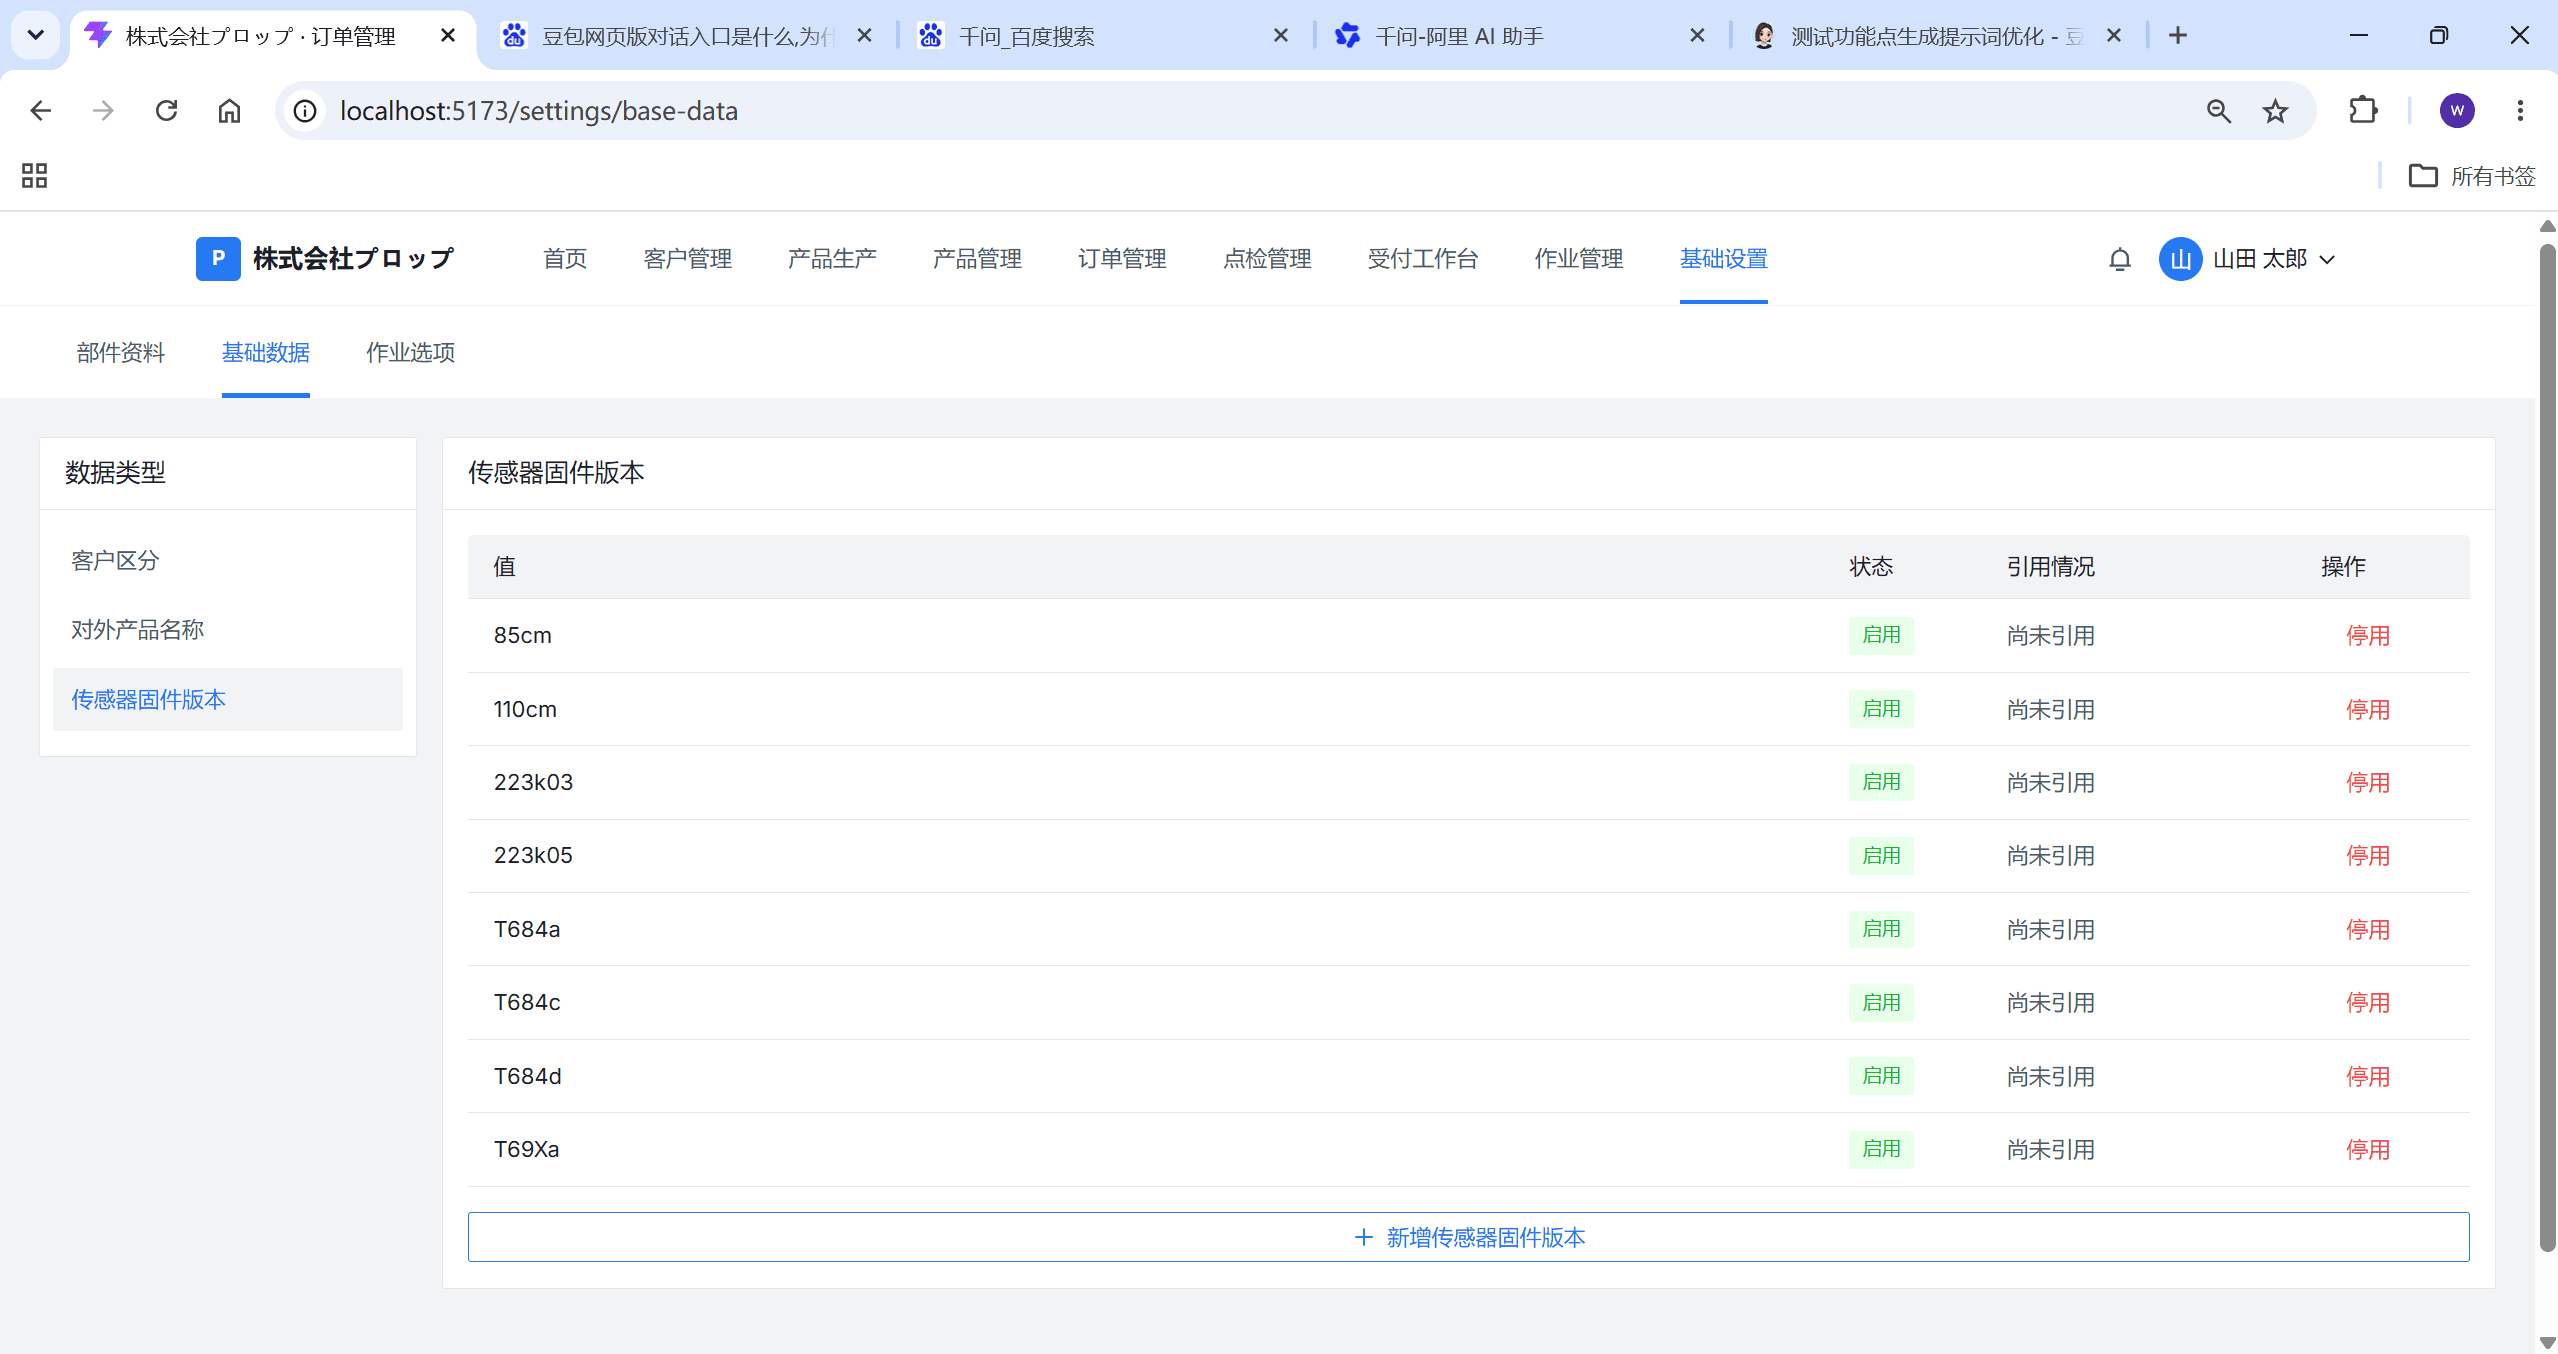 株式会社プロップ · 订单管理
豆包网页版对话入口是什么,为什
千问_百度搜索
千问-阿里 AI 助手
测试功能点生成提示词优化 - 豆
localhost:5173/settings/base-data
W
所有书签
P 株式会社プロップ
首页 客户管理 产品生产 产品管理 订单管理 点检管理 受付工作台 作业管理 基础设置
山 山田 太郎
部件资料 基础数据 作业选项
数据类型
客户区分
对外产品名称
传感器固件版本
传感器固件版本
值 状态 引用情况 操作
85cm 启用 尚未引用 停用
110cm 启用 尚未引用 停用
223k03 启用 尚未引用 停用
223k05 启用 尚未引用 停用
T684a 启用 尚未引用 停用
T684c 启用 尚未引用 停用
T684d 启用 尚未引用 停用
T69Xa 启用 尚未引用 停用
+ 新增传感器固件版本